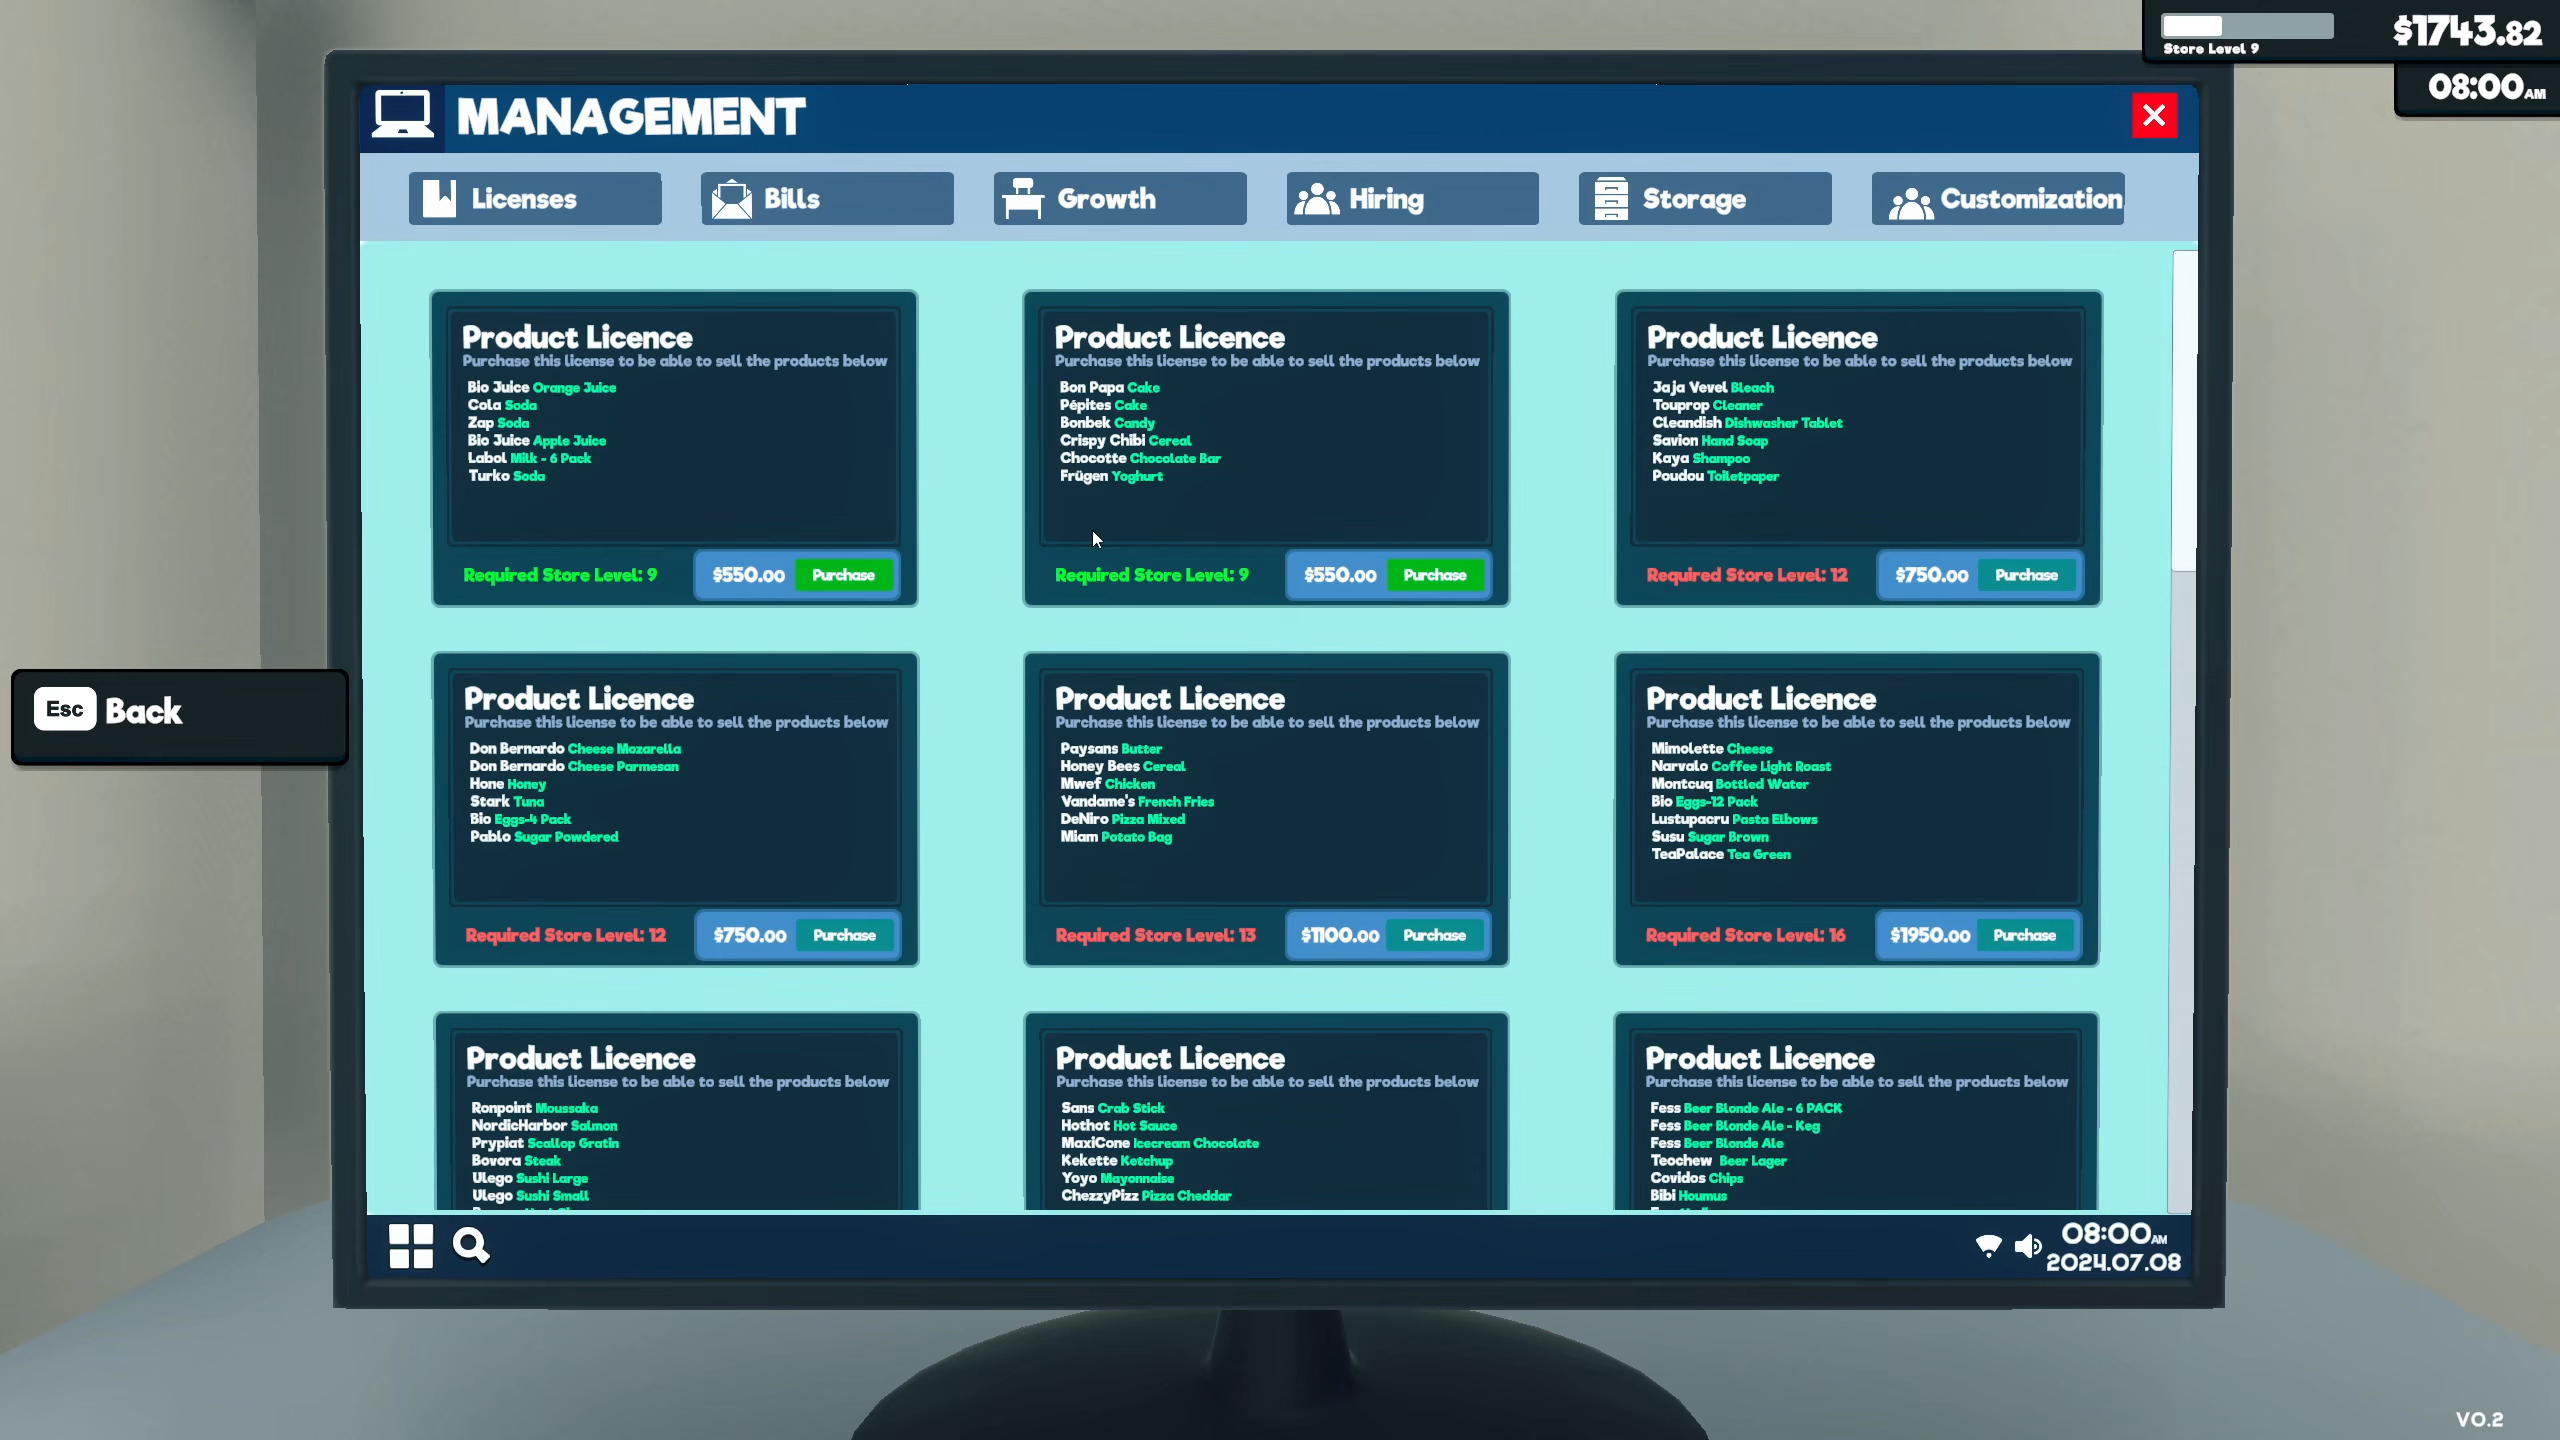 Store Level 9
$1743.82
08:00AM
MANAGEMENT
Licenses
Bills
Growth
Hiring
Storage
Customization
Product Licence
Purchase this license to be able to sell the products below
Bio Juice Orange Juice
Cola Soda
Zap Soda
Bio Juice Apple Juice
Labol Milk - 6 Pack
Turko Soda
Required Store Level: 9
$550.00
Purchase
Product Licence
Purchase this license to be able to sell the products below
Bon Papa Cake
Pépites Cake
Bonbek Candy
Crispy Chibi Cereal
Chocotte Chocolate Bar
Frügen Yoghurt
Required Store Level: 9
$550.00
Purchase
Product Licence
Purchase this license to be able to sell the products below
Jaja Vevel Bleach
Touprop Cleaner
Cleandish Dishwasher Tablet
Savion Hand Soap
Kaya Shampoo
Poudou Toiletpaper
Required Store Level: 12
$750.00
Purchase
Esc Back
Product Licence
Purchase this license to be able to sell the products below
Don Bernardo Cheese Mozarella
Don Bernardo Cheese Parmesan
Hone Honey
Stark Tuna
Bio Eggs-4 Pack
Pablo Sugar Powdered
Required Store Level: 12
$750.00
Purchase
Product Licence
Purchase this license to be able to sell the products below
Paysans Butter
Honey Bees Cereal
Mwef Chicken
Vandame's French Fries
DeNiro Pizza Mixed
Miam Potato Bag
Required Store Level: 13
$1100.00
Purchase
Product Licence
Purchase this license to be able to sell the products below
Mimolette Cheese
Narvalo Coffee Light Roast
Montcuq Bottled Water
Bio Eggs-12 Pack
Lustupacru Pasta Elbows
Susu Sugar Brown
TeaPalace Tea Green
Required Store Level: 16
$1950.00
Purchase
Product Licence
Purchase this license to be able to sell the products below
Ronpoint Moussaka
NordicHarbor Salmon
Prypiat Scallop Gratin
Bovora Steak
Ulego Sushi Large
Ulego Sushi Small
Product Licence
Purchase this license to be able to sell the products below
Sans Crab Stick
Hothot Hot Sauce
MaxiCone Icecream Chocolate
Kekette Ketchup
Yoyo Mayonnaise
ChezzyPizz Pizza Cheddar
Product Licence
Purchase this license to be able to sell the products below
Fess Beer Blonde Ale - 6 PACK
Fess Beer Blonde Ale - Keg
Fess Beer Blonde Ale
Teochew Beer Lager
Covidos Chips
Bibi Houmus
08:00AM
2024.07.08
V0.2